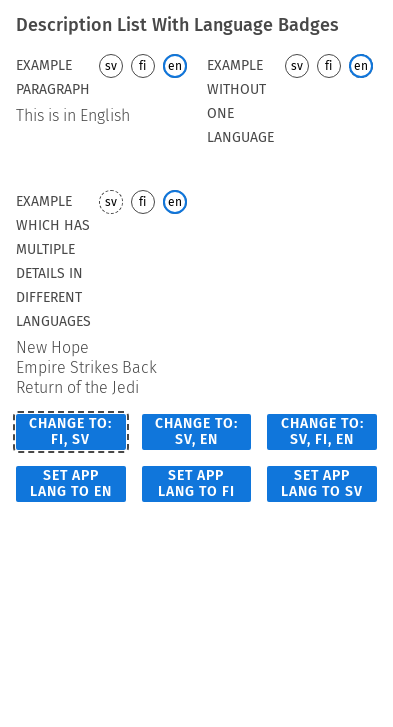 Description List With Language Badges
EXAMPLE PARAGRAPH
sv fi en
This is in English
EXAMPLE WITHOUT ONE LANGUAGE
sv fi en
EXAMPLE WHICH HAS MULTIPLE DETAILS IN DIFFERENT LANGUAGES
sv fi en
New Hope
Empire Strikes Back
Return of the Jedi
CHANGE TO: FI, SV
CHANGE TO: SV, EN
CHANGE TO: SV, FI, EN
SET APP LANG TO EN
SET APP LANG TO FI
SET APP LANG TO SV